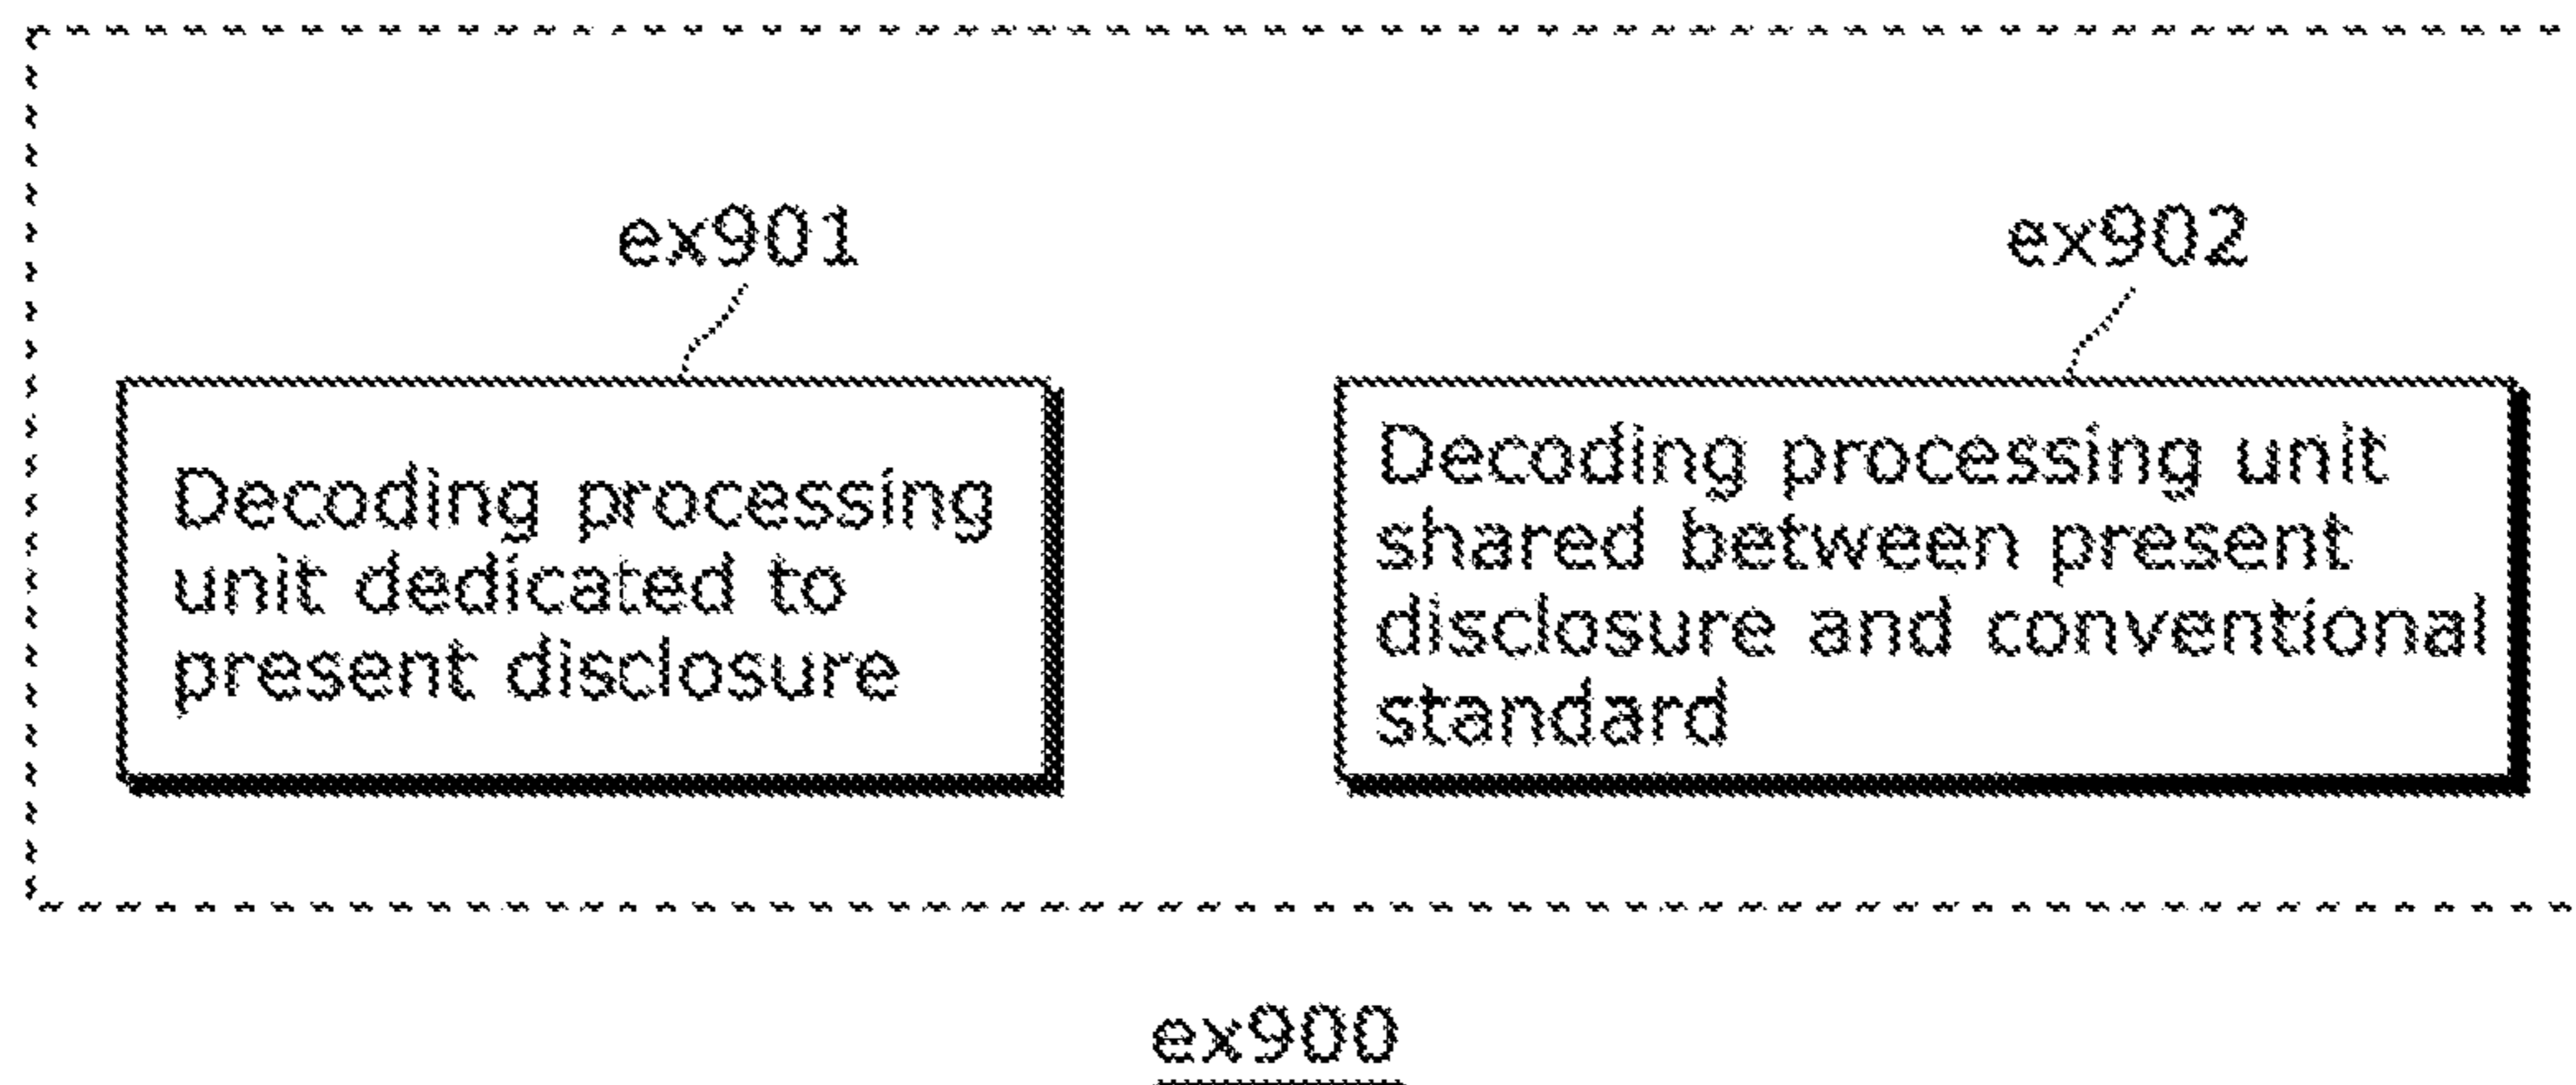 ex901
ex902
Decoding processing
unit dedicated to
present disclosure
Decoding processing unit
shared between present
disclosure and conventional
standard
ex900